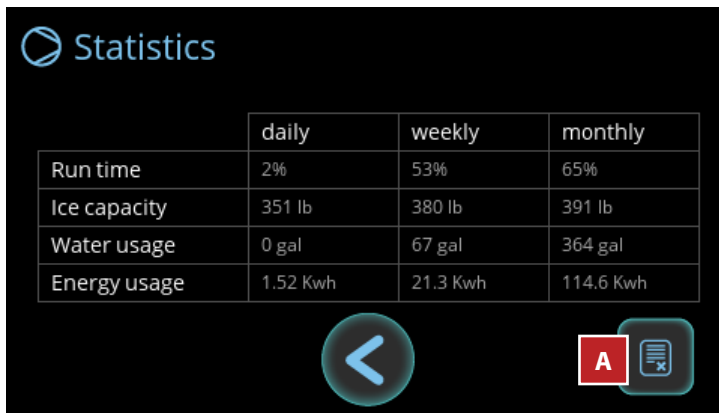 Statistics
daily weekly monthly
Run time 2% 53% 65%
Ice capacity 351 lb 380 lb 391 lb
Water usage 0 gal 67 gal 364 gal
Energy usage 1.52 Kwh 21.3 Kwh 114.6 Kwh
A